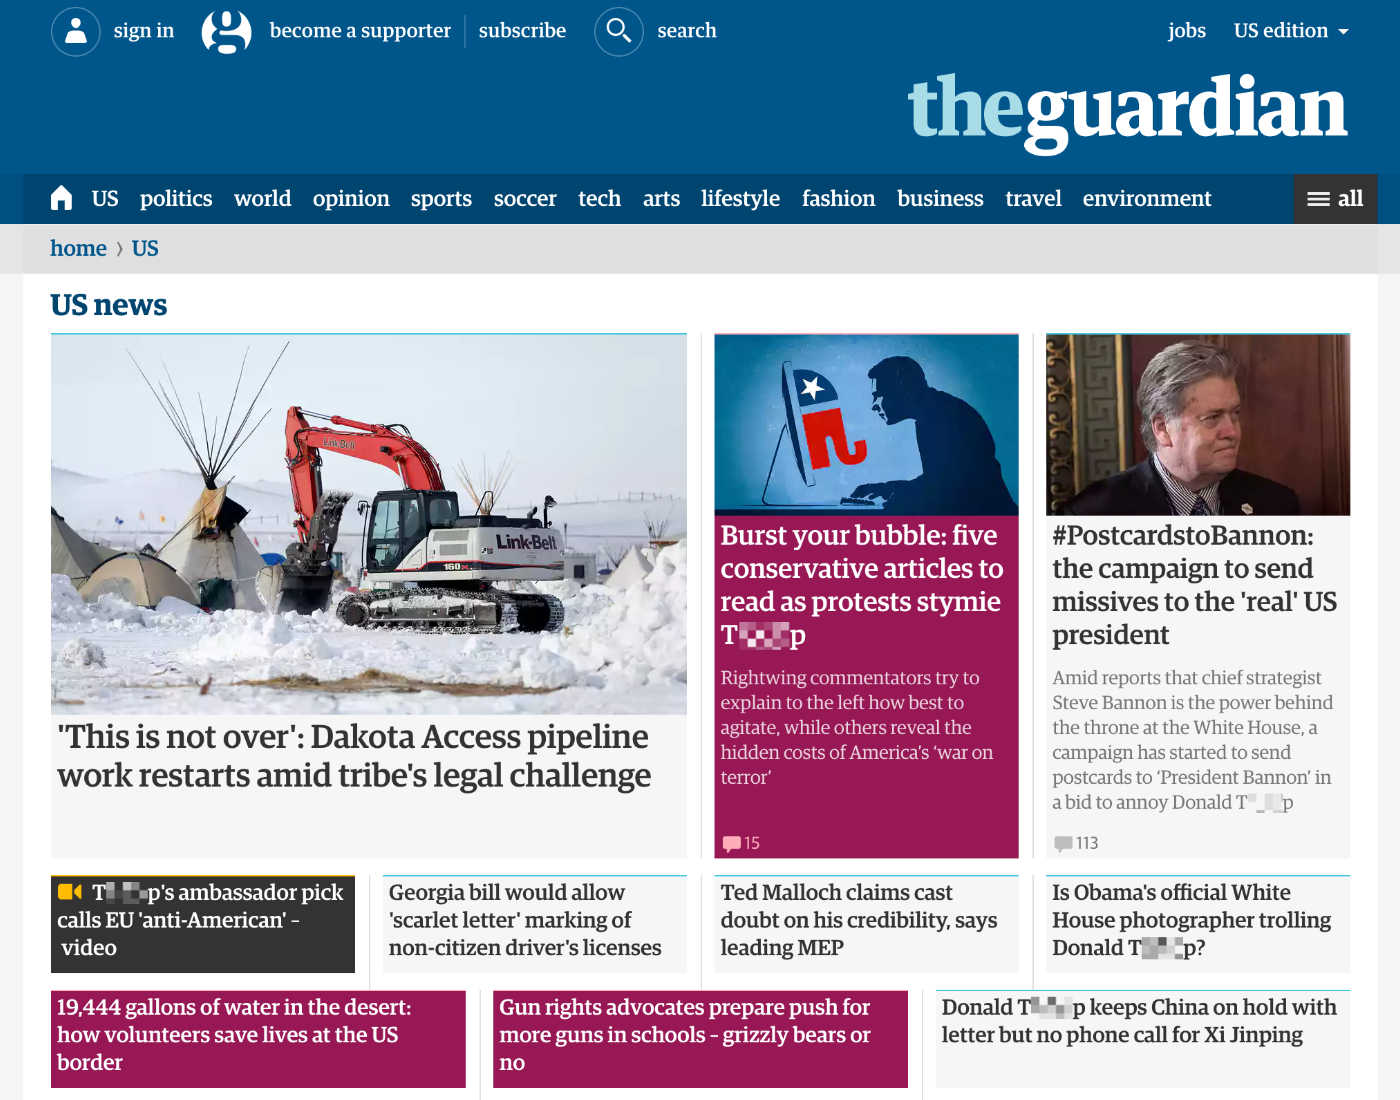 sign in
become a supporter
subscribe
search
jobs
US edition
theguardian
US
politics
world
opinion
sports
soccer
tech
arts
lifestyle
fashion
business
travel
environment
all
home › US
US news
Link-Belt
Link-Belt
160
'This is not over': Dakota Access pipeline
work restarts amid tribe's legal challenge
Burst your bubble: five
conservative articles to
read as protests stymie
Rightwing commentators try to
explain to the left how best to
agitate, while others reveal the
hidden costs of America's 'war on
terror'
15
#PostcardstoBannon:
the campaign to send
missives to the 'real' US
president
Amid reports that chief strategist
Steve Bannon is the power behind
the throne at the White House, a
campaign has started to send
postcards to 'President Bannon' in
a bid to annoy Donald
113
ambassador pick
calls EU 'anti-American' –
video
Georgia bill would allow
'scarlet letter' marking of
non-citizen driver's licenses
Ted Malloch claims cast
doubt on his credibility, says
leading MEP
Is Obama's official White
House photographer trolling
Donald
19,444 gallons of water in the desert:
how volunteers save lives at the US
border
Gun rights advocates prepare push for
more guns in schools – grizzly bears or
no
Donald keeps China on hold with
letter but no phone call for Xi Jinping